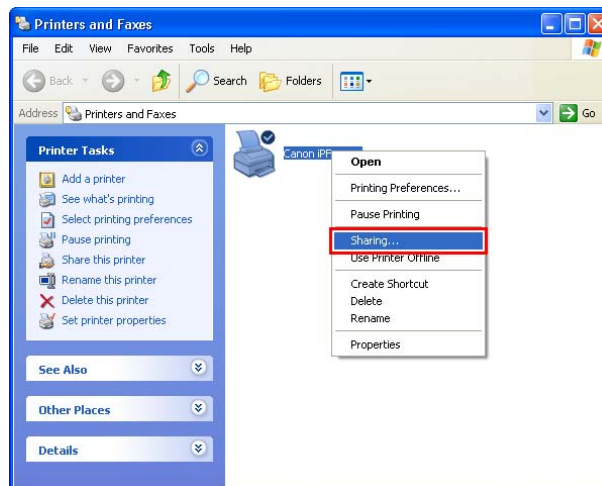 Printers and Faxes
File Edit View Favorites Tools Help
Back Search Folders
Address Printers and Faxes Go
Printer Tasks
Add a printer
See what's printing
Select printing preferences
Pause printing
Share this printer
Rename this printer
Delete this printer
Set printer properties
See Also
Other Places
Details
Canon iPF
Open
Printing Preferences...
Pause Printing
Sharing...
Use Printer Offline
Create Shortcut
Delete
Rename
Properties